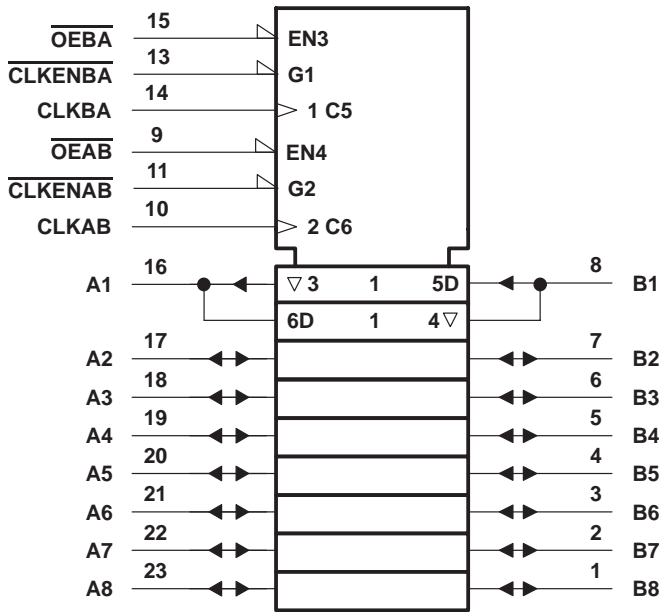 OEBA 15 EN3
CLKENBA 13 G1
CLKBA 14 1 C5
OEAB 9 EN4
CLKENAB 11 G2
CLKAB 10 2 C6
A1 16 ▽ 3 1 5D 8 B1
6D 1 4 ▽
A2 17 7 B2
A3 18 6 B3
A4 19 5 B4
A5 20 4 B5
A6 21 3 B6
A7 22 2 B7
A8 23 1 B8